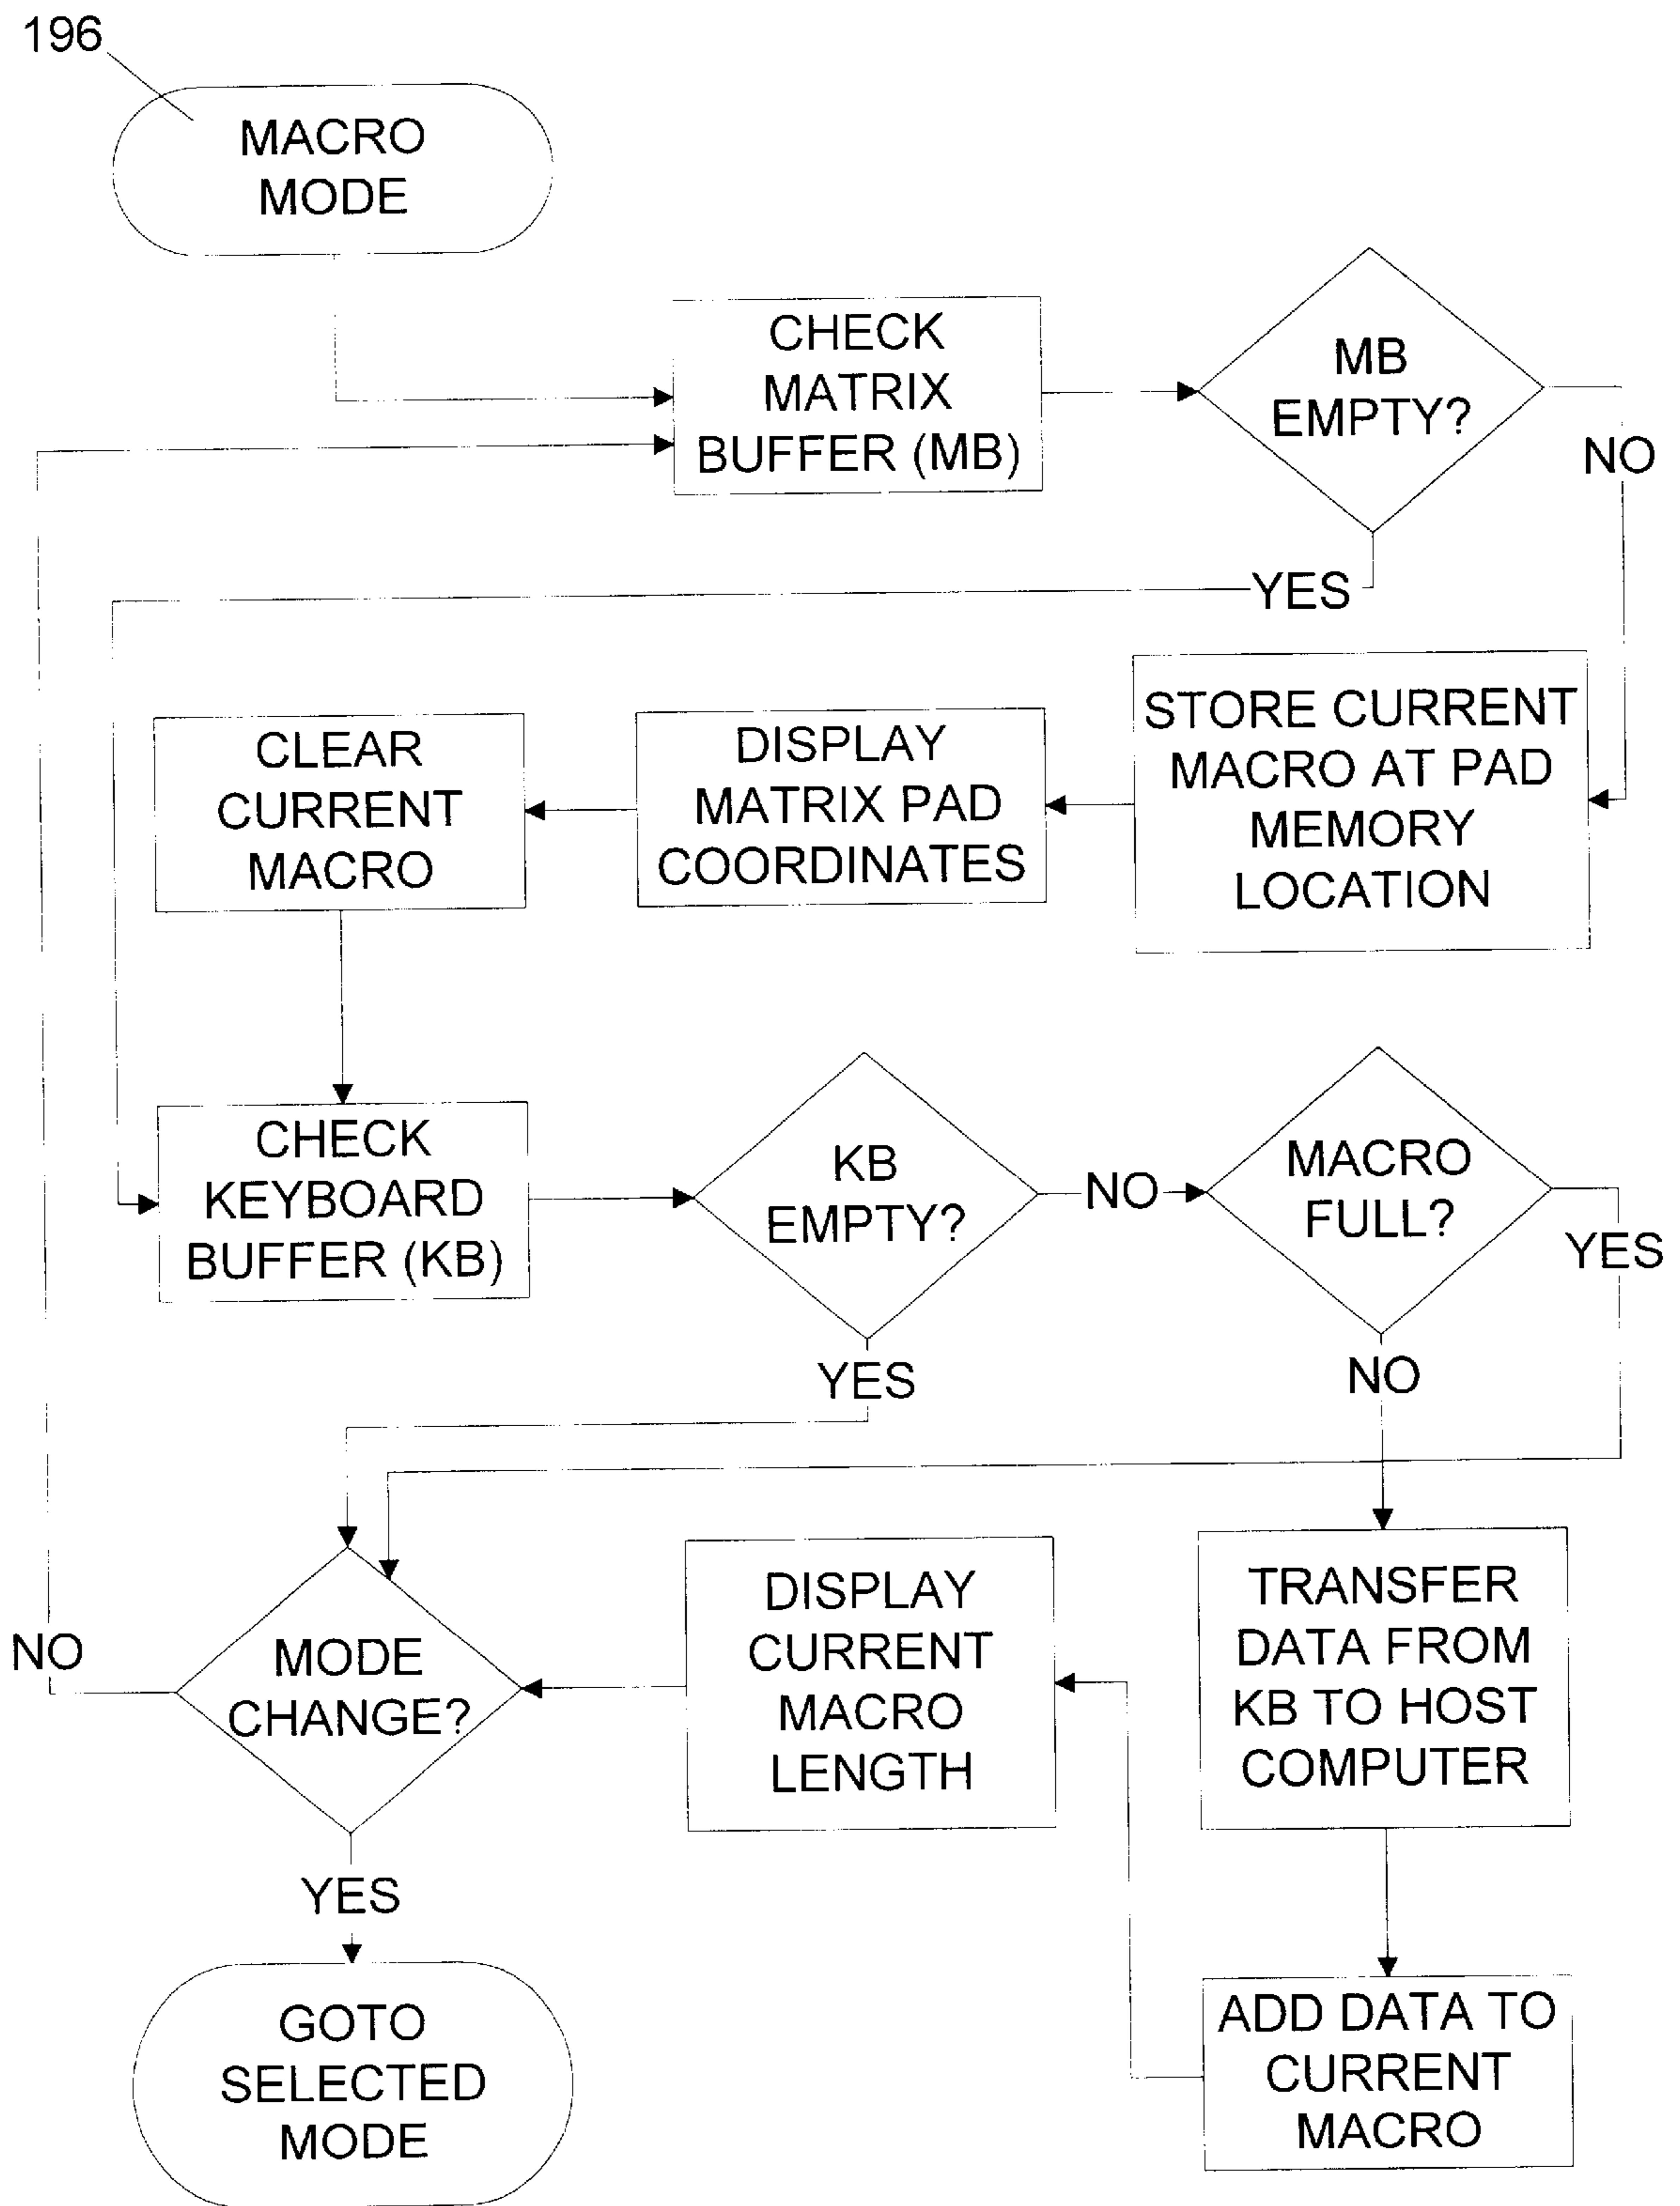 196
MACRO
MODE
CHECK
MATRIX
BUFFER (MB)
MB
EMPTY?
NO
YES
STORE CURRENT
MACRO AT PAD
MEMORY
LOCATION
DISPLAY
MATRIX PAD
COORDINATES
CLEAR
CURRENT
MACRO
CHECK
KEYBOARD
BUFFER (KB)
KB
EMPTY?
NO
MACRO
FULL?
YES
YES
NO
MODE
CHANGE?
NO
DISPLAY
CURRENT
MACRO
LENGTH
TRANSFER
DATA FROM
KB TO HOST
COMPUTER
YES
GOTO
SELECTED
MODE
ADD DATA TO
CURRENT
MACRO